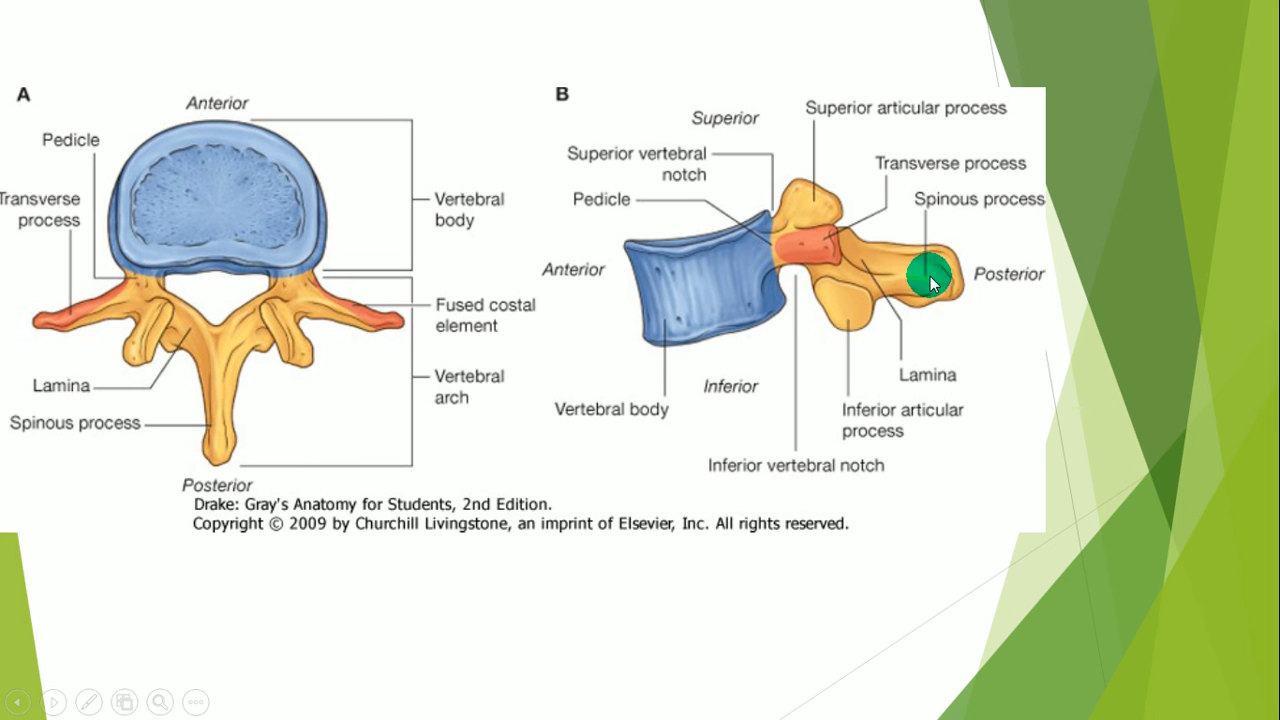 A
Anterior
Pedicle
Transverse
process
Vertebral
body
Fused costal
element
Lamina
Vertebral
arch
Spinous process
Posterior
B
Superior articular process
Superior
Superior vertebral
notch
Transverse process
Pedicle
Spinous process
Anterior
Posterior
Lamina
Inferior
Vertebral body
Inferior articular
process
Inferior vertebral notch
Drake: Gray's Anatomy for Students, 2nd Edition.
Copyright © 2009 by Churchill Livingstone, an imprint of Elsevier, Inc. All rights reserved.